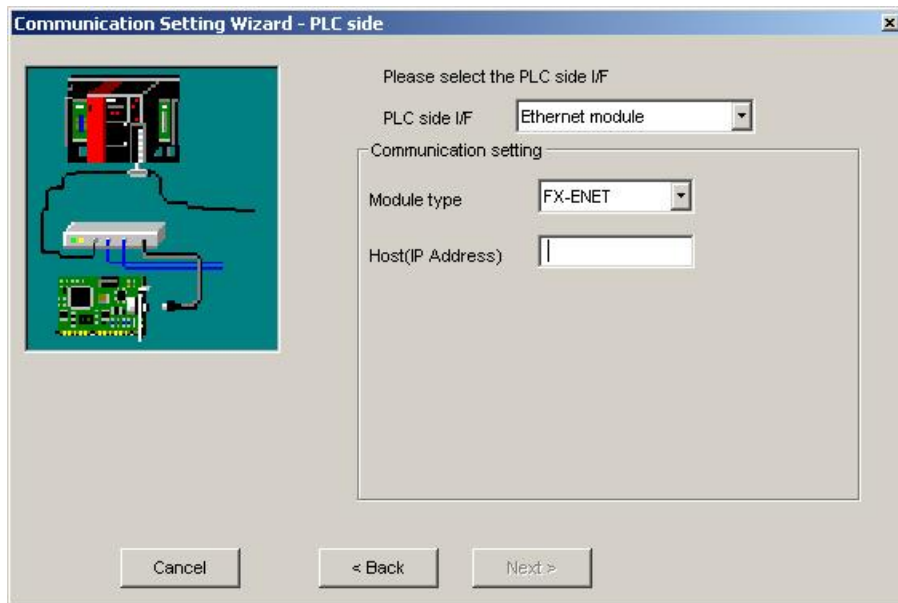 Communication Setting Wizard - PLC side
Please select the PLC side I/F
PLC side I/F Ethernet module
Communication setting
Module type FX-ENET
Host(IP Address)
Cancel < Back Next >